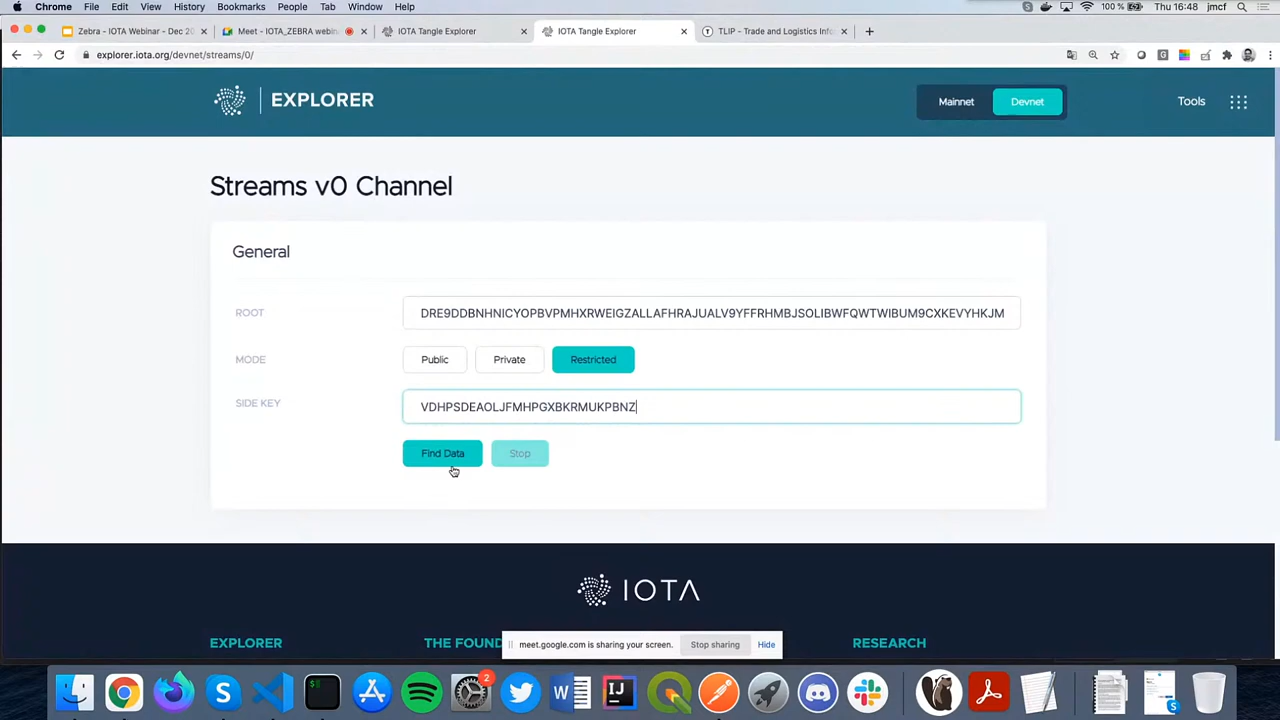 Chrome File Edit View History Bookmarks People Tab Window Help 100 % Thu 16:48 jmcf
Zebra - IOTA Webinar - Dec 20 Meet - IOTA_ZEBRA webin IOTA Tangle Explorer IOTA Tangle Explorer TLIP - Trade and Logistics Info
explorer.iota.org/devnet/streams/0/
EXPLORER Mainnet Devnet Tools
Streams v0 Channel
General
ROOT DRE9DDBNHNICYOPBVPMHXRWEIGZALLAFHRAJUALV9YFFRHMBJSOLIBWFQWTWIBUM9CXKEVYHKJM
MODE Public Private Restricted
SIDE KEY VDHPSDEAOLJFMHPGXBKRMUKPBNZ
Find Data Stop
IOTA
EXPLORER THE FOUND RESEARCH
meet.google.com is sharing your screen. Stop sharing Hide
2